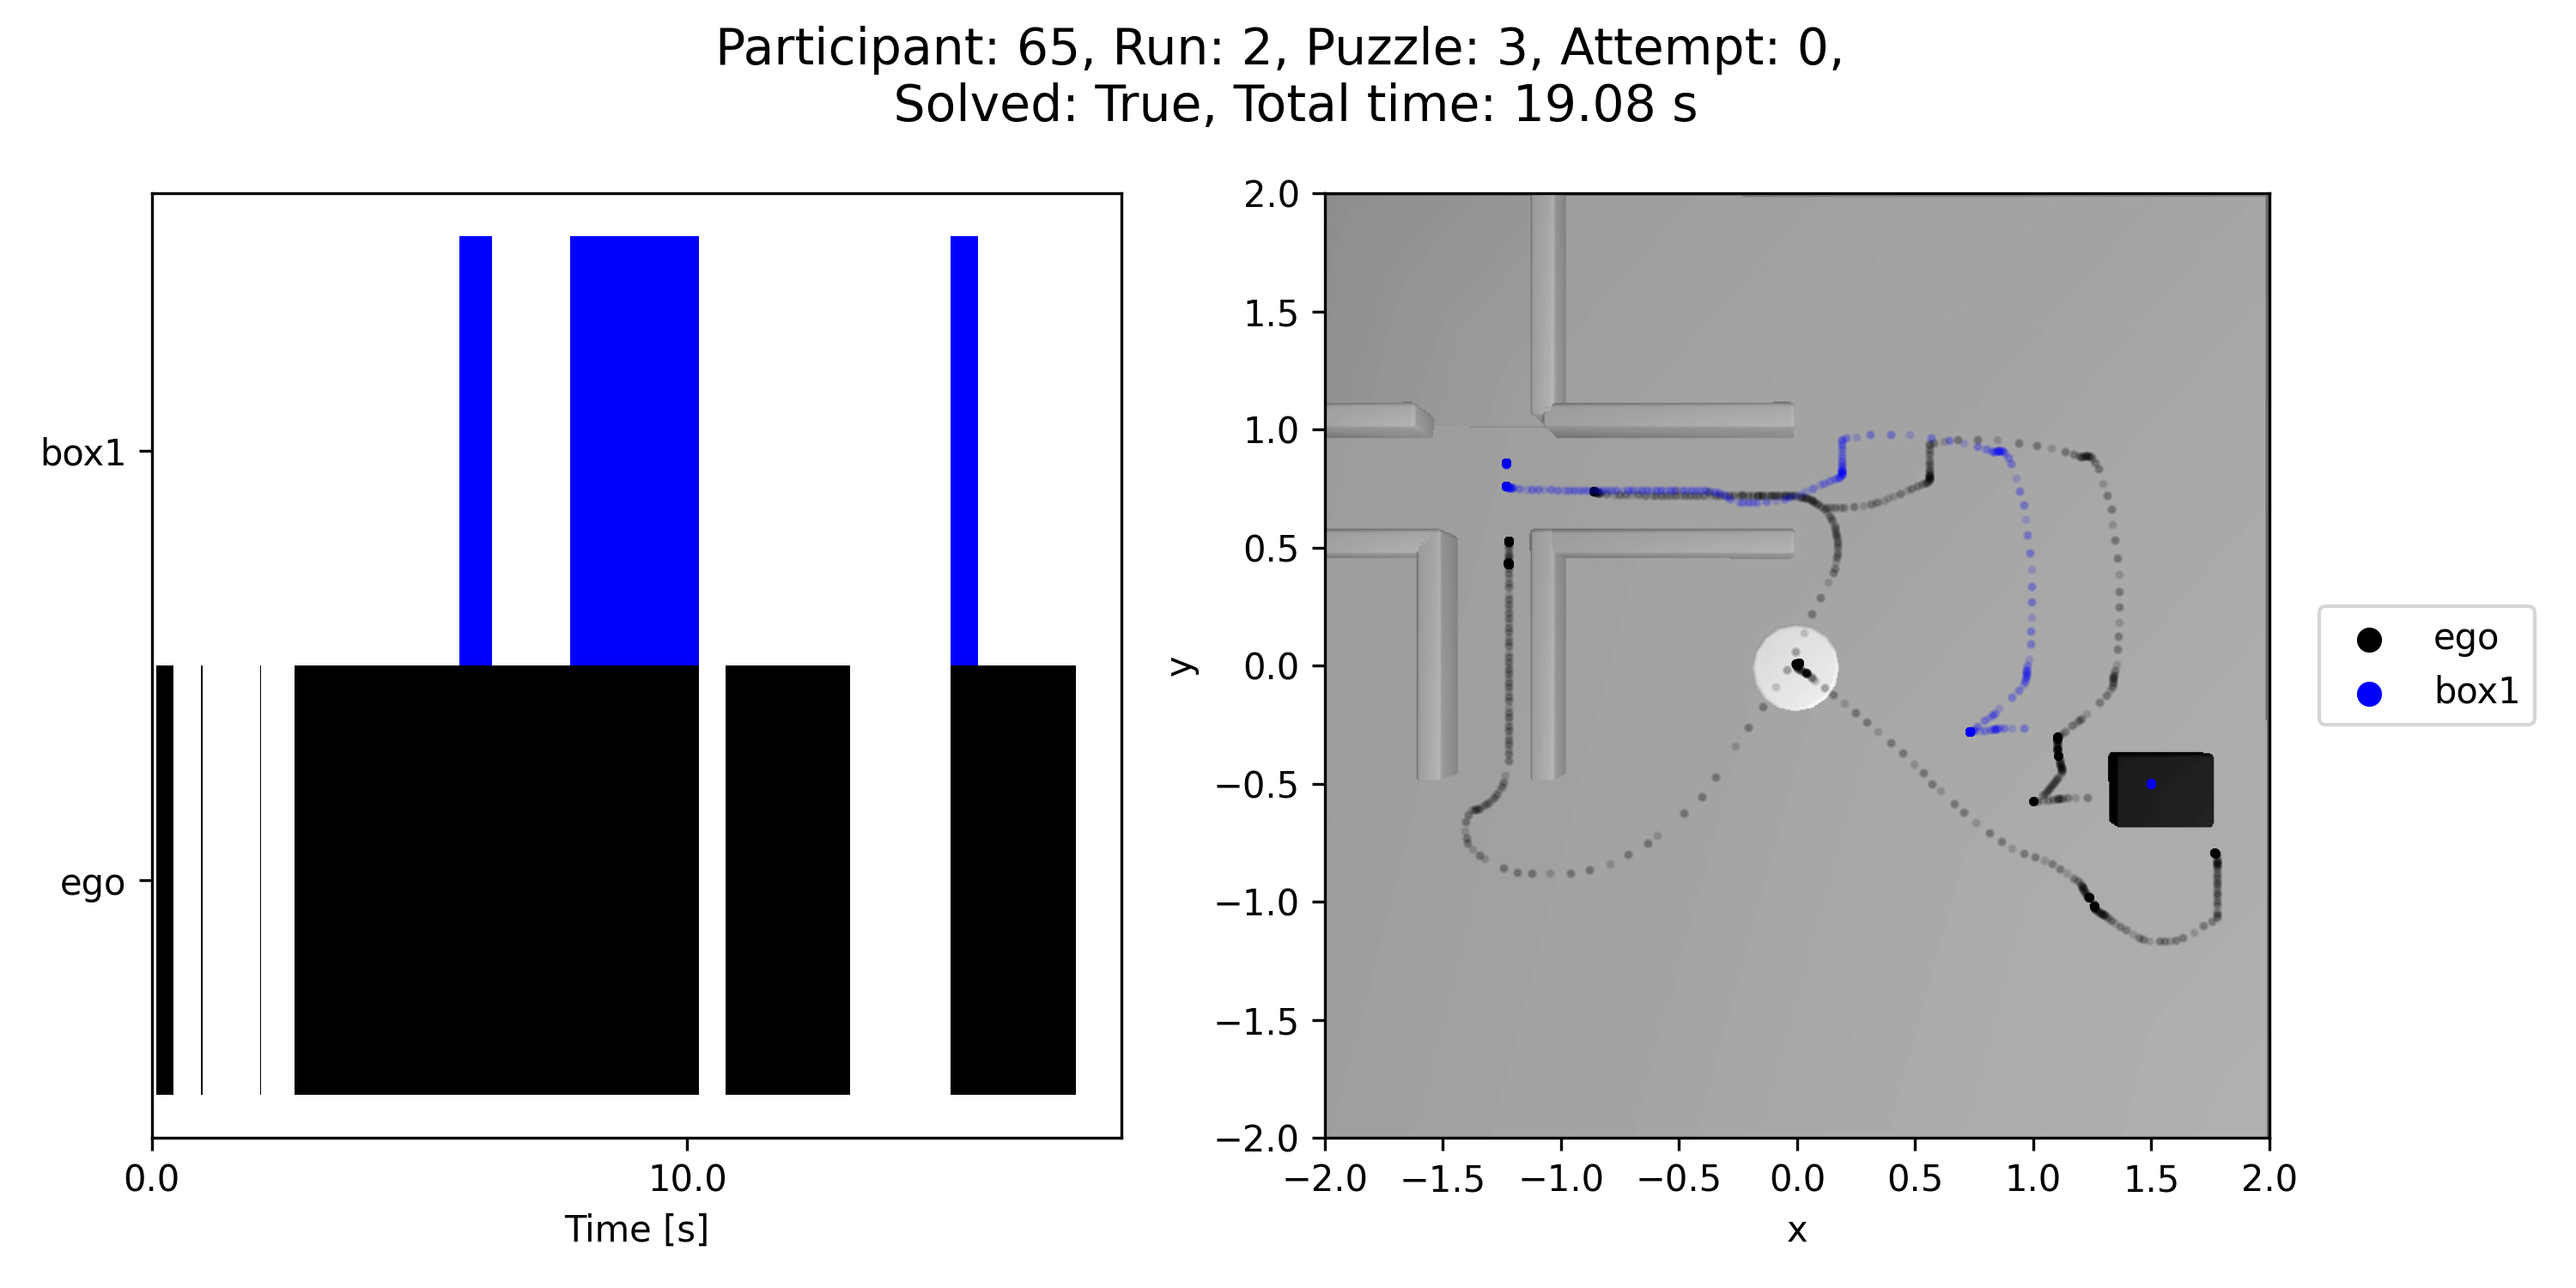 Participant: 65, Run: 2, Puzzle: 3, Attempt: 0,
Solved: True, Total time: 19.08 s
box1
ego
0.0
10.0
Time [s]
2.0
1.5
1.0
0.5
0.0
−0.5
−1.0
−1.5
−2.0
y
−2.0
−1.5
−1.0
−0.5
0.0
0.5
1.0
1.5
2.0
x
ego
box1